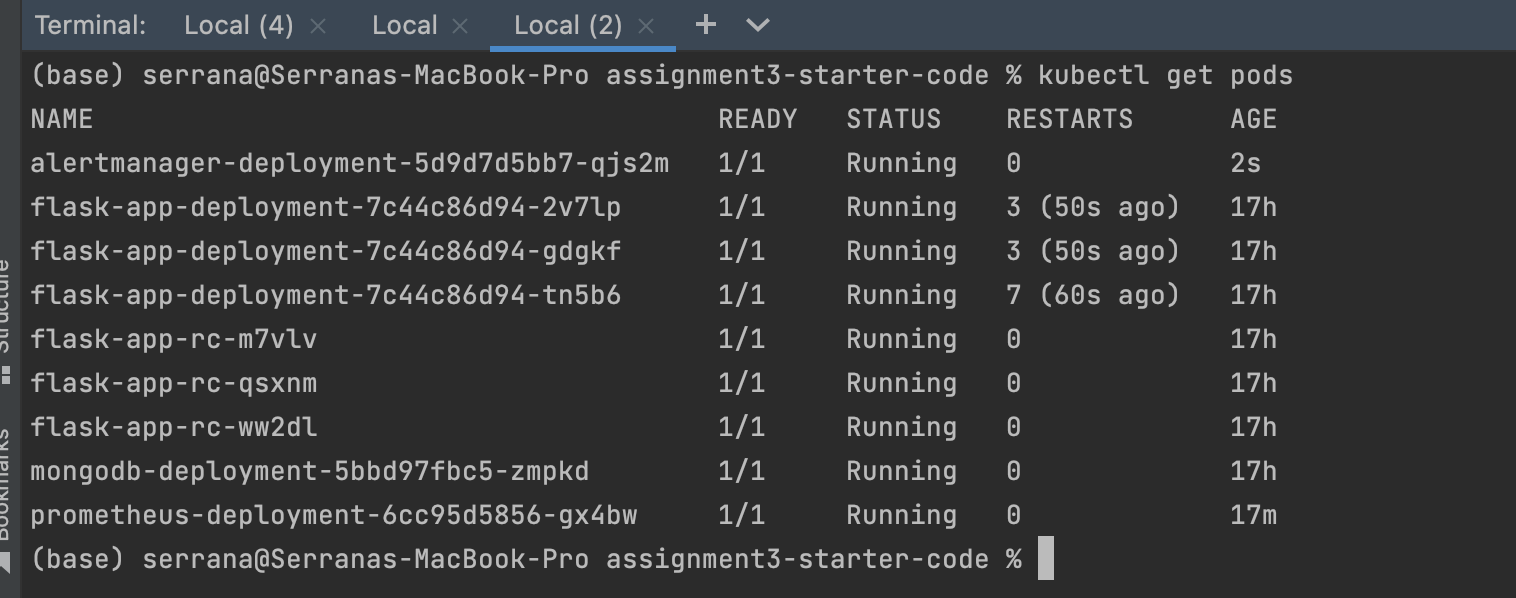 Terminal: Local (4) × Local × Local (2) × +
(base) serrana@Serranas-MacBook-Pro assignment3-starter-code % kubectl get pods
NAME READY STATUS RESTARTS AGE
alertmanager-deployment-5d9d7d5bb7-qjs2m 1/1 Running 0 2s
flask-app-deployment-7c44c86d94-2v7lp 1/1 Running 3 (50s ago) 17h
flask-app-deployment-7c44c86d94-gdgkf 1/1 Running 3 (50s ago) 17h
flask-app-deployment-7c44c86d94-tn5b6 1/1 Running 7 (60s ago) 17h
flask-app-rc-m7vlv 1/1 Running 0 17h
flask-app-rc-qsxnm 1/1 Running 0 17h
flask-app-rc-ww2dl 1/1 Running 0 17h
mongodb-deployment-5bbd97fbc5-zmpkd 1/1 Running 0 17h
prometheus-deployment-6cc95d5856-gx4bw 1/1 Running 0 17m
(base) serrana@Serranas-MacBook-Pro assignment3-starter-code %
Structure
Bookmarks